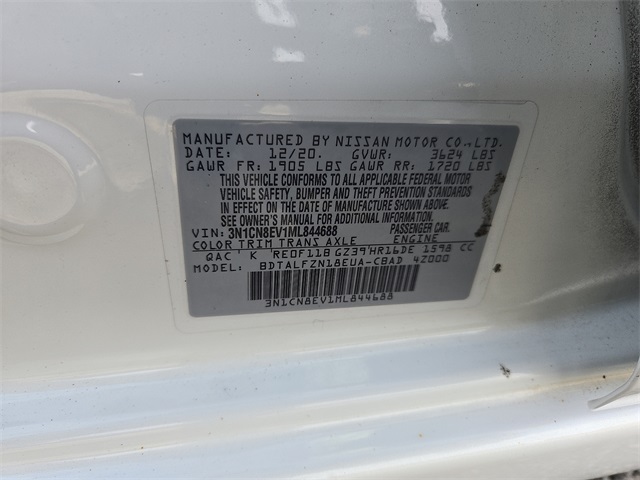 MANUFACTURED BY NISSAN MOTOR CO.,LTD.
DATE: 12/20. GVWR: 3624 LBS
GAWR FR: 1905 LBS GAWR RR: 1720 LBS
THIS VEHICLE CONFORMS TO ALL APPLICABLE FEDERAL MOTOR
VEHICLE SAFETY, BUMPER AND THEFT PREVENTION STANDARDS
IN EFFECT ON THE DATE OF MANUFACTURE SHOWN ABOVE.
SEE OWNER'S MANUAL FOR ADDITIONAL INFORMATION.
VIN: 3N1CN8EV1ML844688 PASSENGER CAR.
COLOR TRIM TRANS AXLE ENGINE
QAC ' K ' RE0F11B GZ39'HR16DE 1598 CC
MODEL: BDTALFZN18EUA-CBAD 4Z000
3N1CN8EV1ML844688